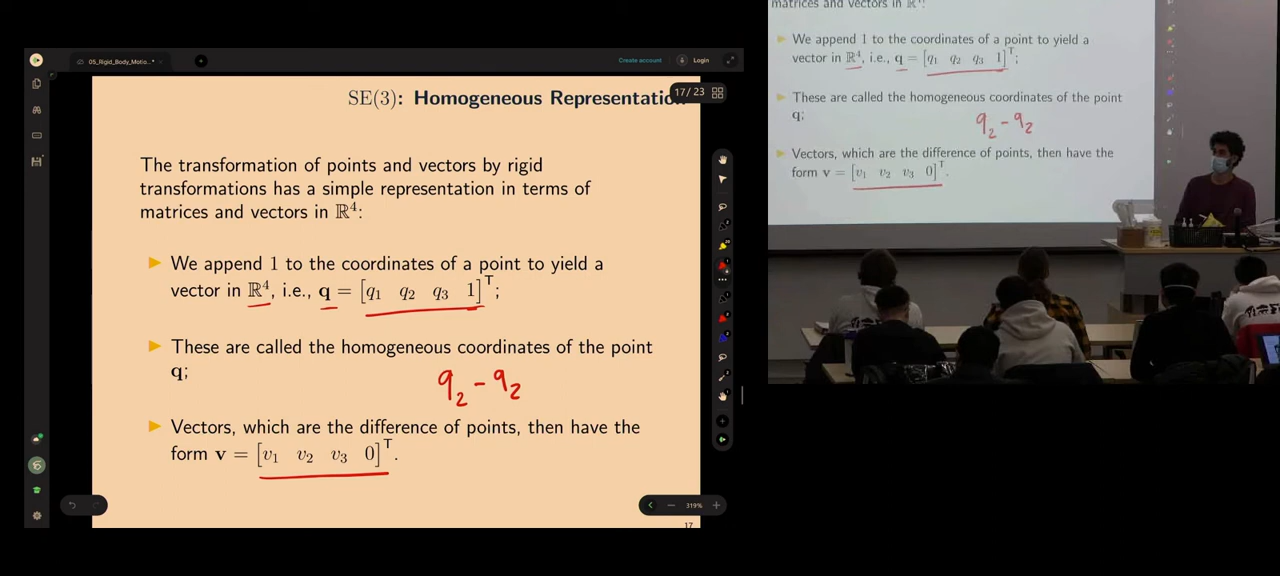 05_Rigid_Body_Motio...*
Create account
Login
SE(3): Homogeneous Representation
17 / 23
The transformation of points and vectors by rigid
transformations has a simple representation in terms of
matrices and vectors in ℝ⁴:
We append 1 to the coordinates of a point to yield a
vector in ℝ⁴, i.e., q = [q₁ q₂ q₃ 1]ᵀ;
These are called the homogeneous coordinates of the point
q;
q₂ - q₂
Vectors, which are the difference of points, then have the
form v = [v₁ v₂ v₃ 0]ᵀ.
319%
17
matrices and vectors in ℝ⁴:
We append 1 to the coordinates of a point to yield a
vector in ℝ⁴, i.e., q = [q₁ q₂ q₃ 1]ᵀ;
These are called the homogeneous coordinates of the point
q;
q₂ - q₂
Vectors, which are the difference of points, then have the
form v = [v₁ v₂ v₃ 0]ᵀ.